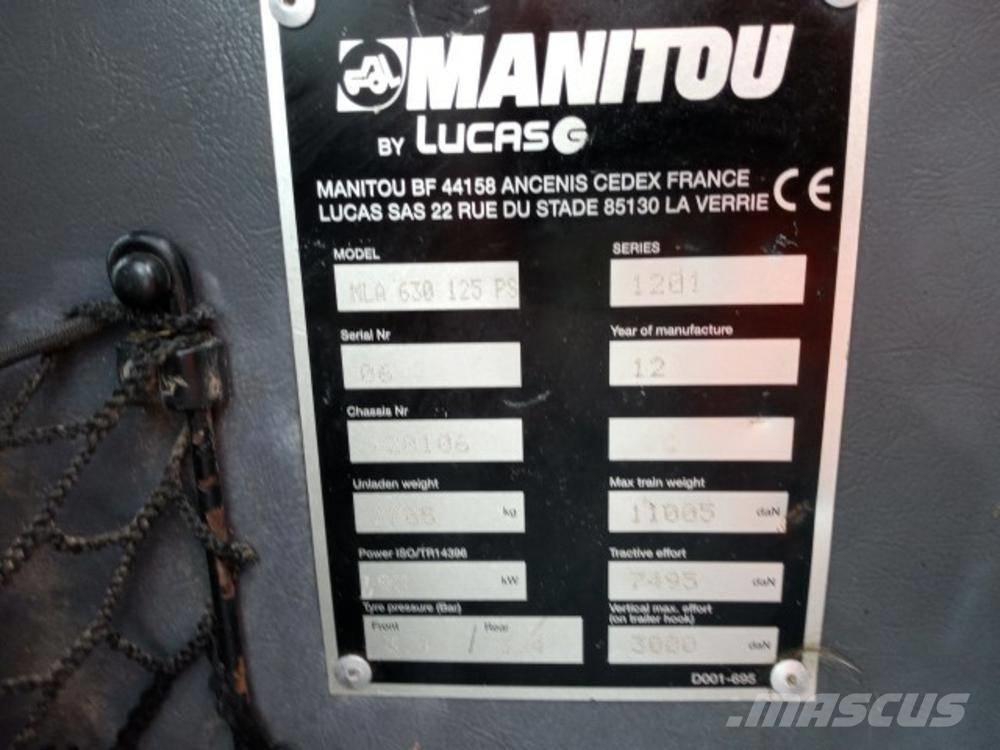 MANITOU
BY LUCAS G
MANITOU BF 44158 ANCENIS CEDEX FRANCE
LUCAS SAS 22 RUE DU STADE 85130 LA VERRIE CE
MODEL SERIES
MLA 630 125 PS 1201
Serial Nr Year of manufacture
06 12
Chassis Nr
Unladen weight Max train weight
kg 11005 daN
Power ISO/TR14396 Tractive effort
kW 7495 daN
Tyre pressure (Bar) Vertical max. effort
(on trailer hook)
Front / Rear 3000 daN
D001-695
MASCUS